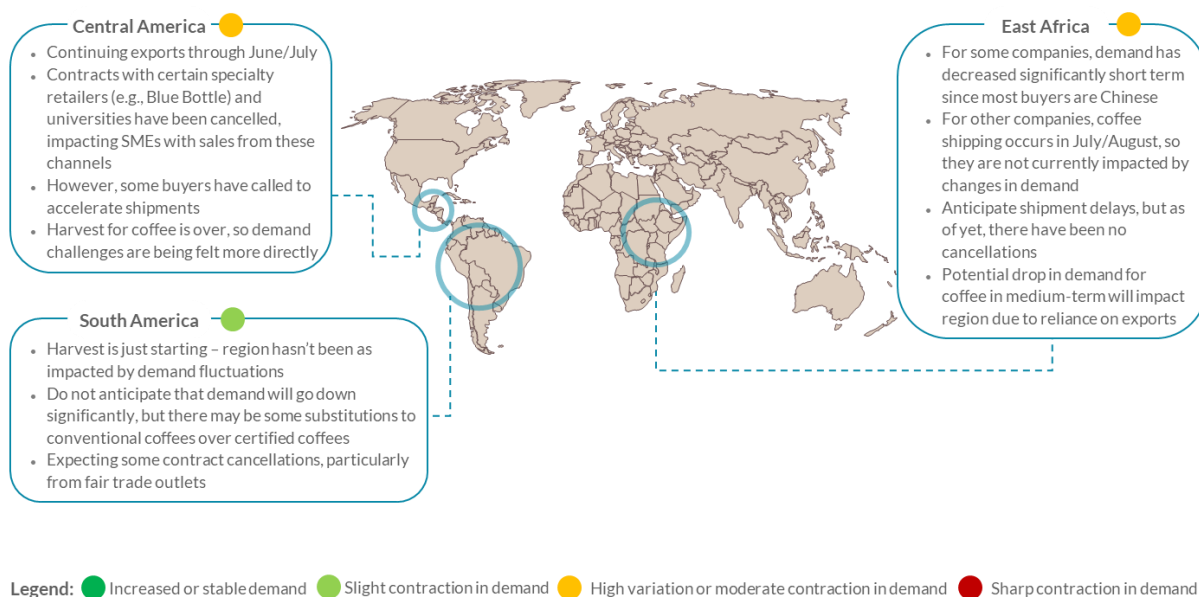 Central America
• Continuing exports through June/July
• Contracts with certain specialty
retailers (e.g., Blue Bottle) and
universities have been cancelled,
impacting SMEs with sales from these
channels
• However, some buyers have called to
accelerate shipments
• Harvest for coffee is over, so demand
challenges are being felt more directly
South America
• Harvest is just starting – region hasn't been as
impacted by demand fluctuations
• Do not anticipate that demand will go down
significantly, but there may be some substitutions to
conventional coffees over certified coffees
• Expecting some contract cancellations, particularly
from fair trade outlets
East Africa
• For some companies, demand has
decreased significantly short term
since most buyers are Chinese
• For other companies, coffee
shipping occurs in July/August, so
they are not currently impacted by
changes in demand
• Anticipate shipment delays, but as
of yet, there have been no
cancellations
• Potential drop in demand for
coffee in medium-term will impact
region due to reliance on exports
Legend: Increased or stable demand Slight contraction in demand High variation or moderate contraction in demand Sharp contraction in demand